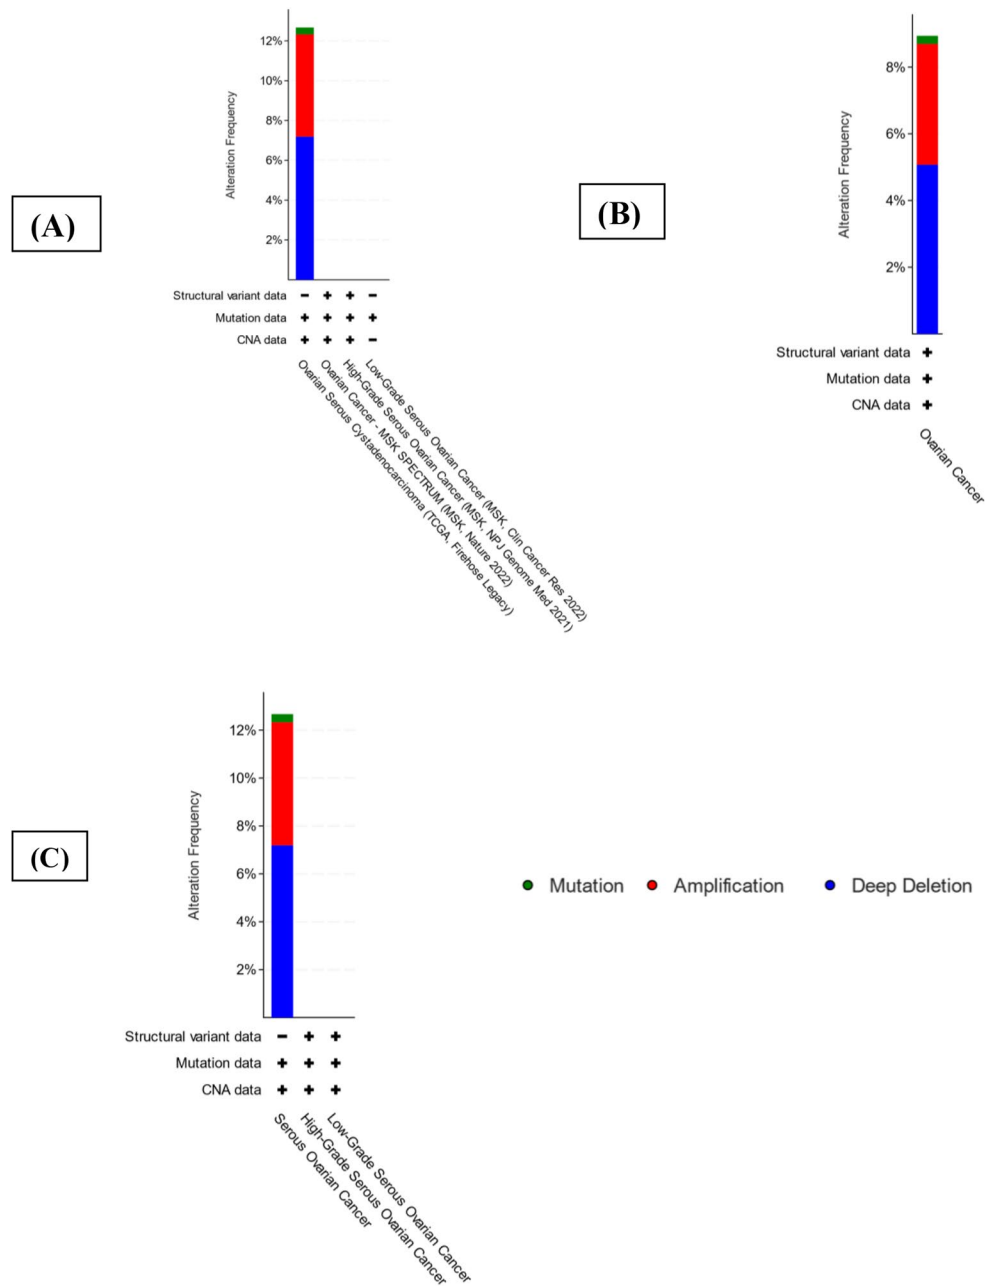 (A)
Alteration Frequency
12%
10%
8%
6%
4%
2%
Structural variant data - + + -
Mutation data + + + +
CNA data + + + -
Ovarian Serous Cystadenocarcinoma (TCGA, Firehose Legacy)
Ovarian Cancer - MSK SPECTRUM (MSK, Nature 2022)
High-Grade Serous Ovarian Cancer (MSK, NPJ Genome Med 2021)
Low-Grade Serous Ovarian Cancer (MSK, Clin Cancer Res 2022)
(B)
Alteration Frequency
8%
6%
4%
2%
Structural variant data +
Mutation data +
CNA data +
Ovarian Cancer
(C)
Alteration Frequency
12%
10%
8%
6%
4%
2%
Structural variant data - + +
Mutation data + + +
CNA data + + +
Serous Ovarian Cancer
High-Grade Serous Ovarian Cancer
Low-Grade Serous Ovarian Cancer
Mutation Amplification Deep Deletion